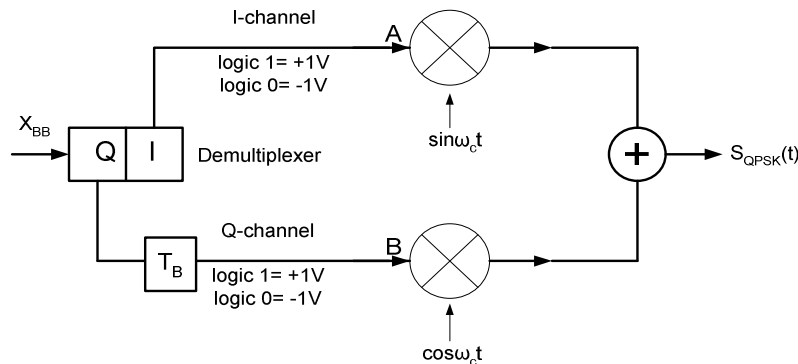 I-channel
A
logic 1= +1V
logic 0= -1V
X_BB
Q I
Demultiplexer
sinω_ct
+
S_QPSK(t)
Q-channel
B
T_B
logic 1= +1V
logic 0= -1V
cosω_ct